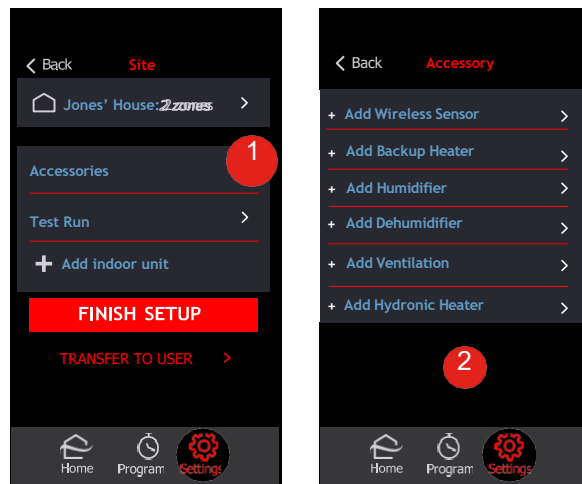 Back Site
Jones' House:2 zones
1
Accessories
Test Run
+ Add indoor unit
FINISH SETUP
TRANSFER TO USER
Home Program Settings
Back Accessory
+ Add Wireless Sensor
+ Add Backup Heater
+ Add Humidifier
+ Add Dehumidifier
+ Add Ventilation
+ Add Hydronic Heater
2
Home Program Settings